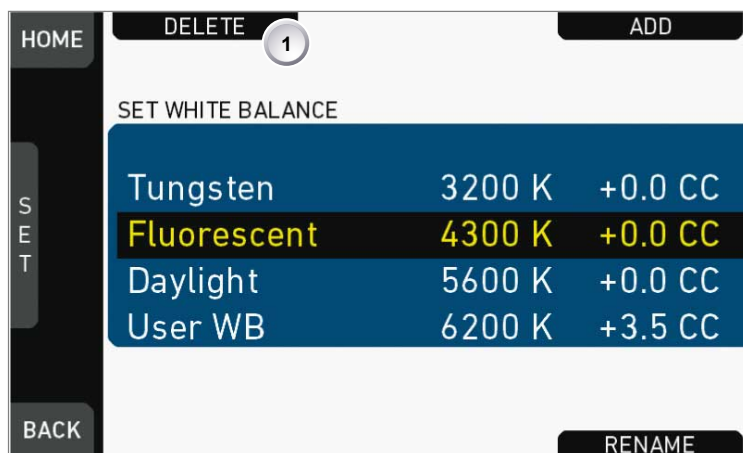 HOME
DELETE
1
ADD
SET WHITE BALANCE
Tungsten 3200 K +0.0 CC
SET
Fluorescent 4300 K +0.0 CC
Daylight 5600 K +0.0 CC
User WB 6200 K +3.5 CC
BACK
RENAME